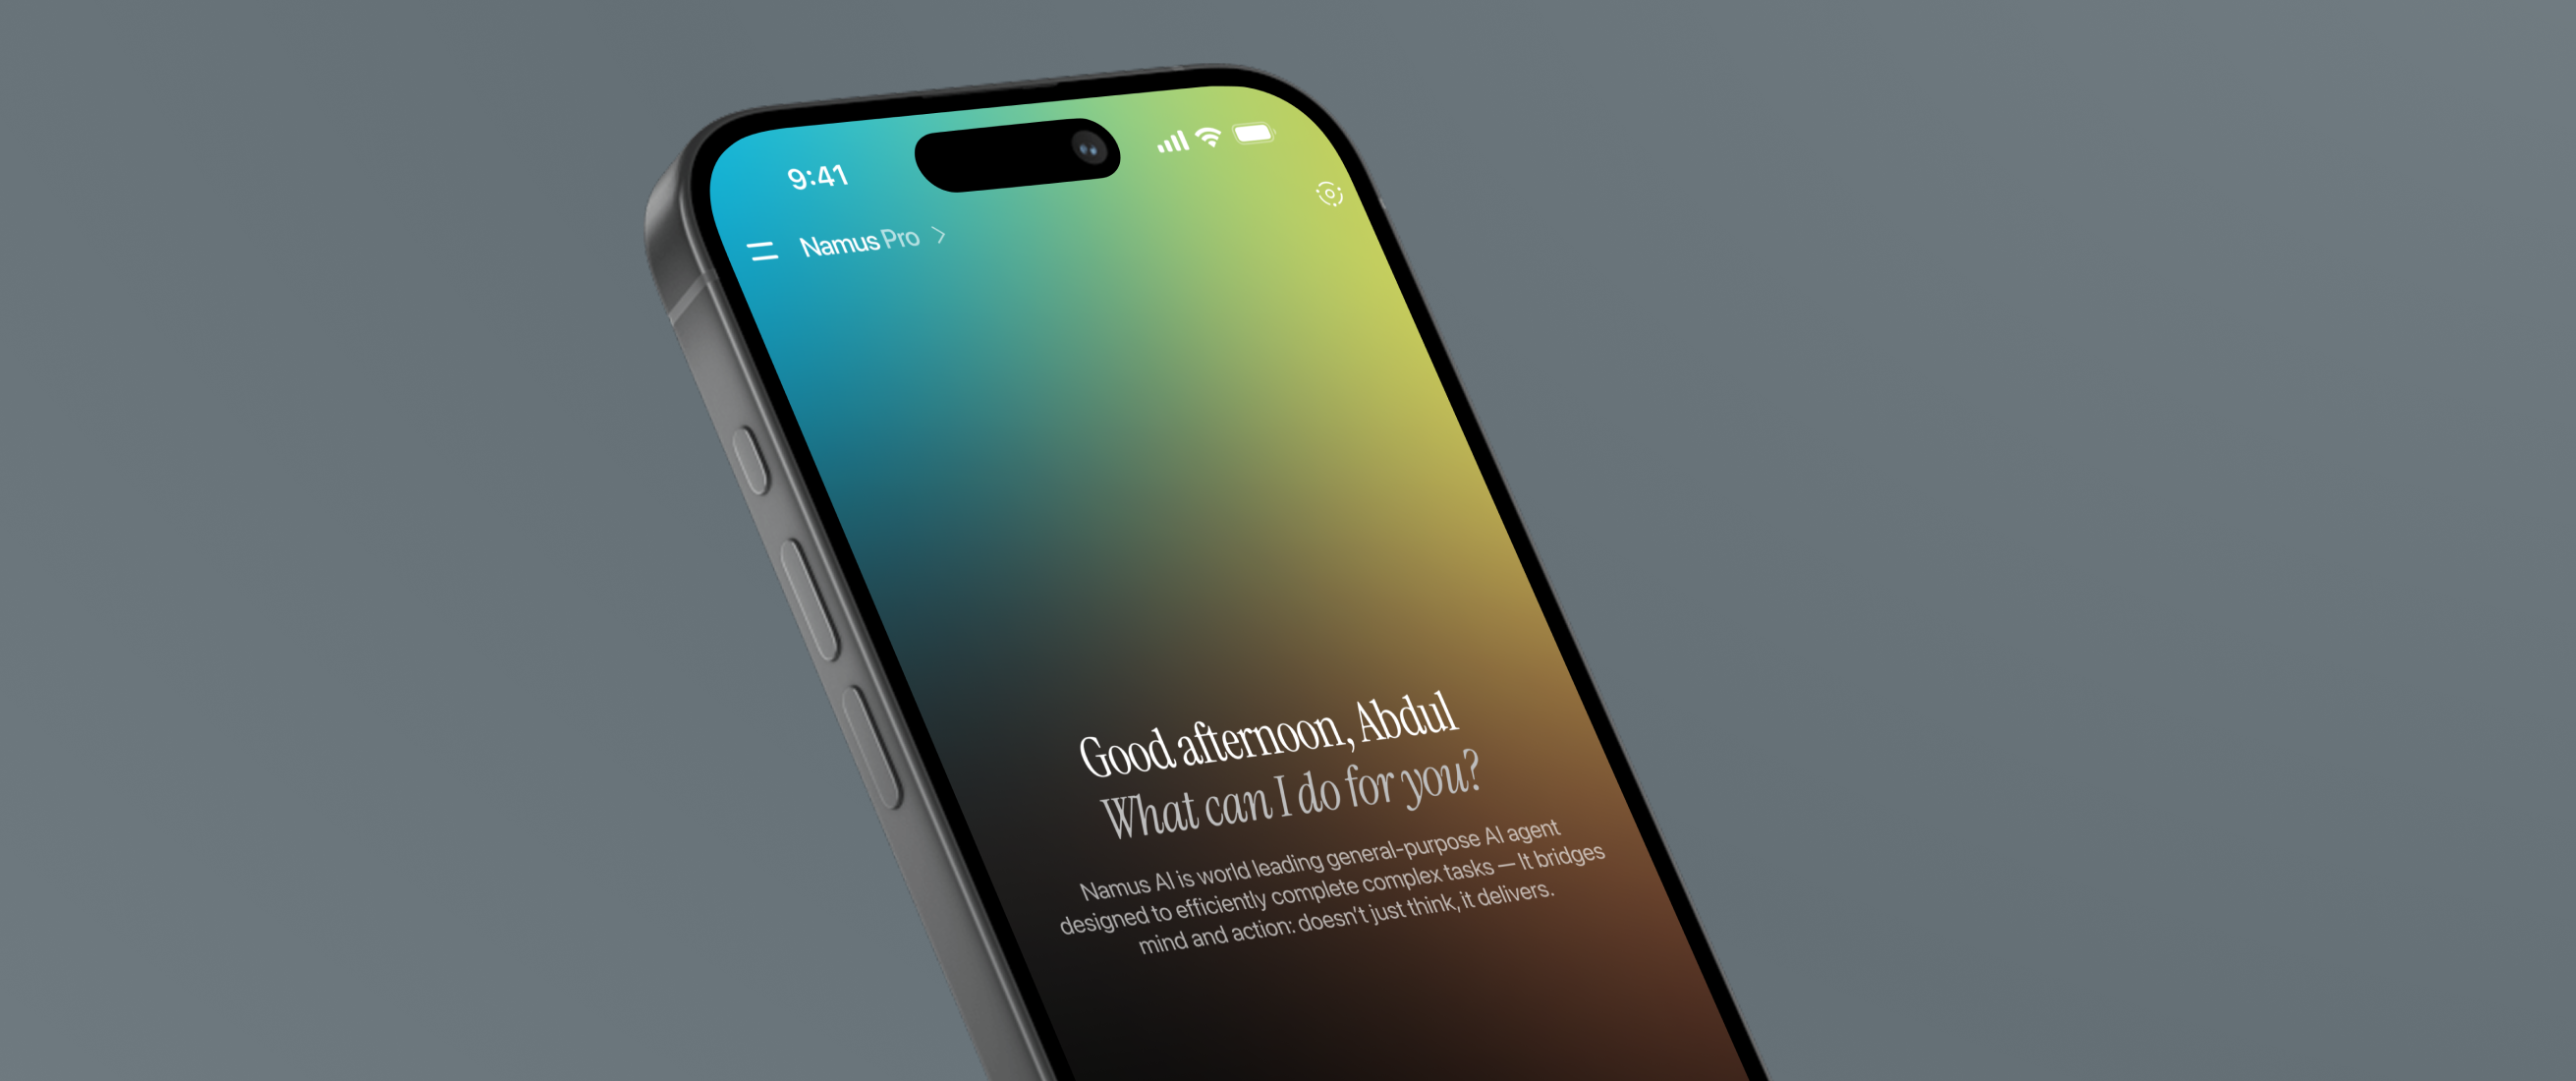 9:41
Namus Pro
Good afternoon, Abdul
What can I do for you?
Namus AI is world leading general-purpose AI agent
designed to efficiently complete complex tasks — It bridges
mind and action: doesn't just think, it delivers.